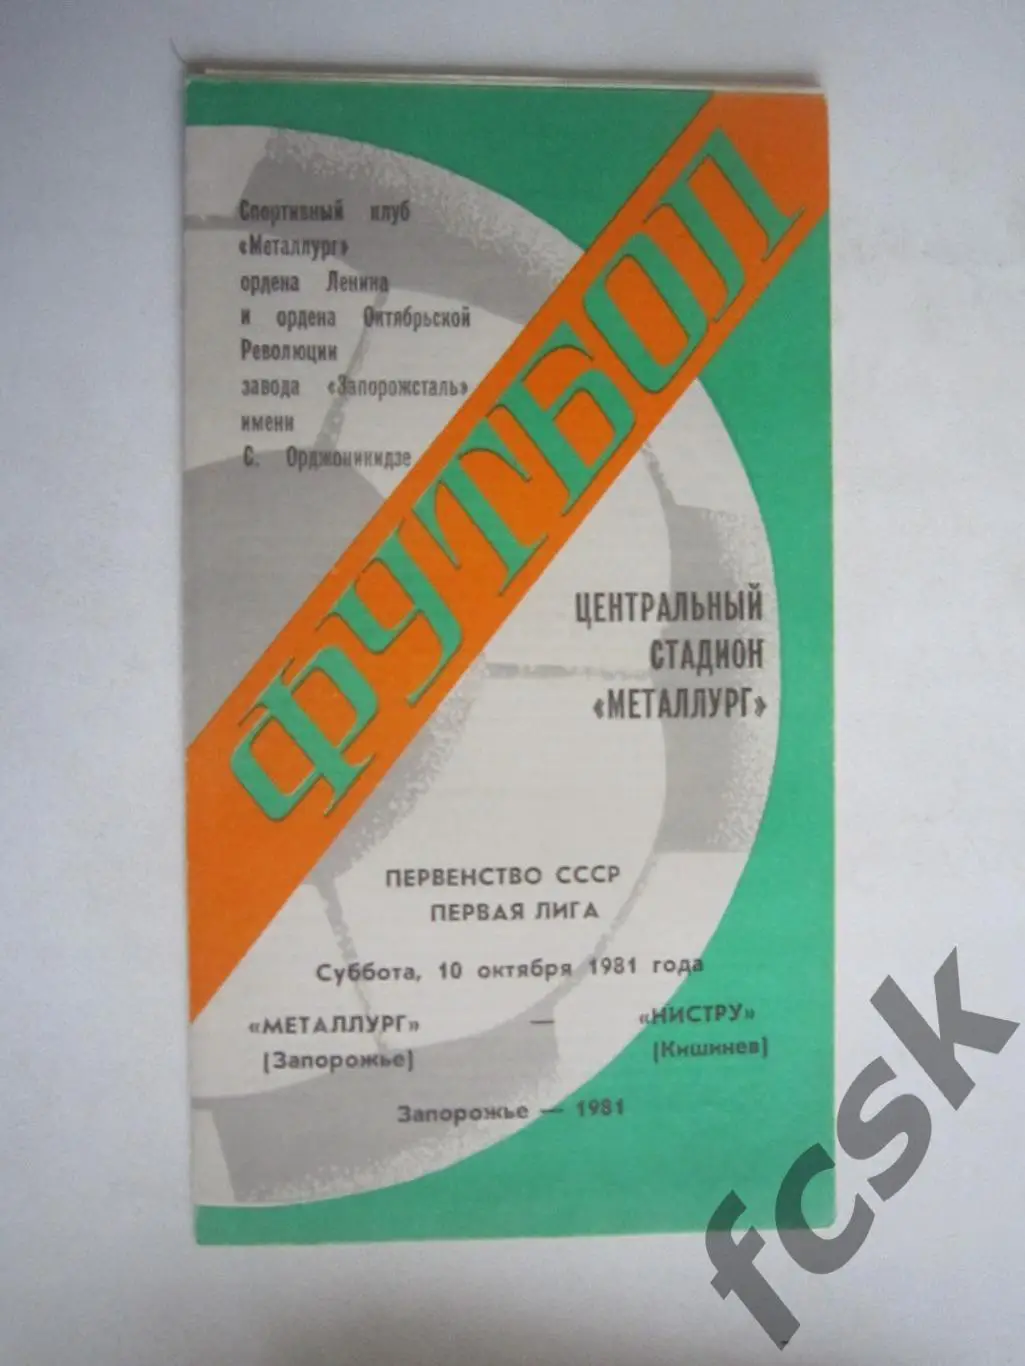 Спортивный клуб
«Металлург»
ордена Ленина
и ордена Октябрьской
Революции
завода «Запорожсталь»
имени
С. Орджоникидзе
ФУТБОЛ
ЦЕНТРАЛЬНЫЙ
СТАДИОН
«МЕТАЛЛУРГ»
ПЕРВЕНСТВО СССР
ПЕРВАЯ ЛИГА
Суббота, 10 октября 1981 года
«МЕТАЛЛУРГ» — «НИСТРУ»
(Запорожье) (Кишинев)
Запорожье — 1981
fcsk